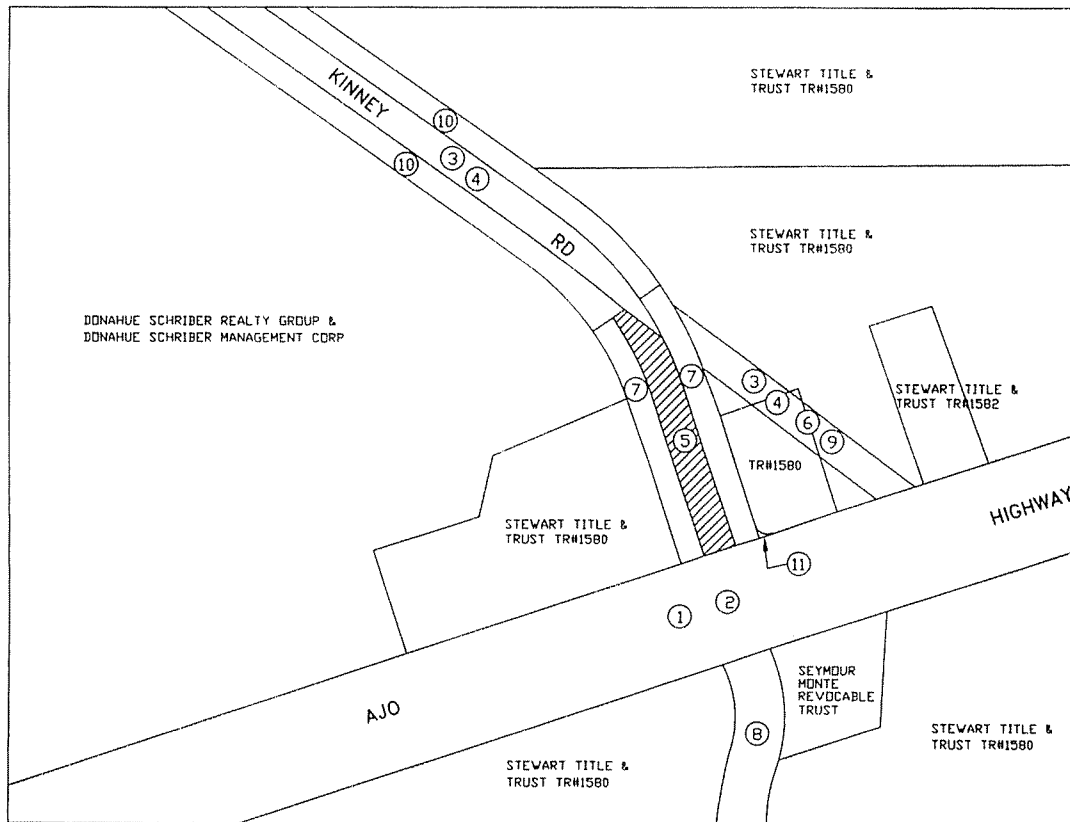 STEWART TITLE &
TRUST TR#1580
KINNEY
10
3
10
4
STEWART TITLE &
TRUST TR#1580
RD
DONAHUE SCHRIBER REALTY GROUP &
DONAHUE SCHRIBER MANAGEMENT CORP
7
7
3
4
6
9
STEWART TITLE &
TRUST TR#1582
5
TR#1580
HIGHWAY
STEWART TITLE &
TRUST TR#1580
11
1
2
SEYMOUR
MONTE
REVOCABLE
TRUST
AJO
8
STEWART TITLE &
TRUST TR#1580
STEWART TITLE &
TRUST TR#1580